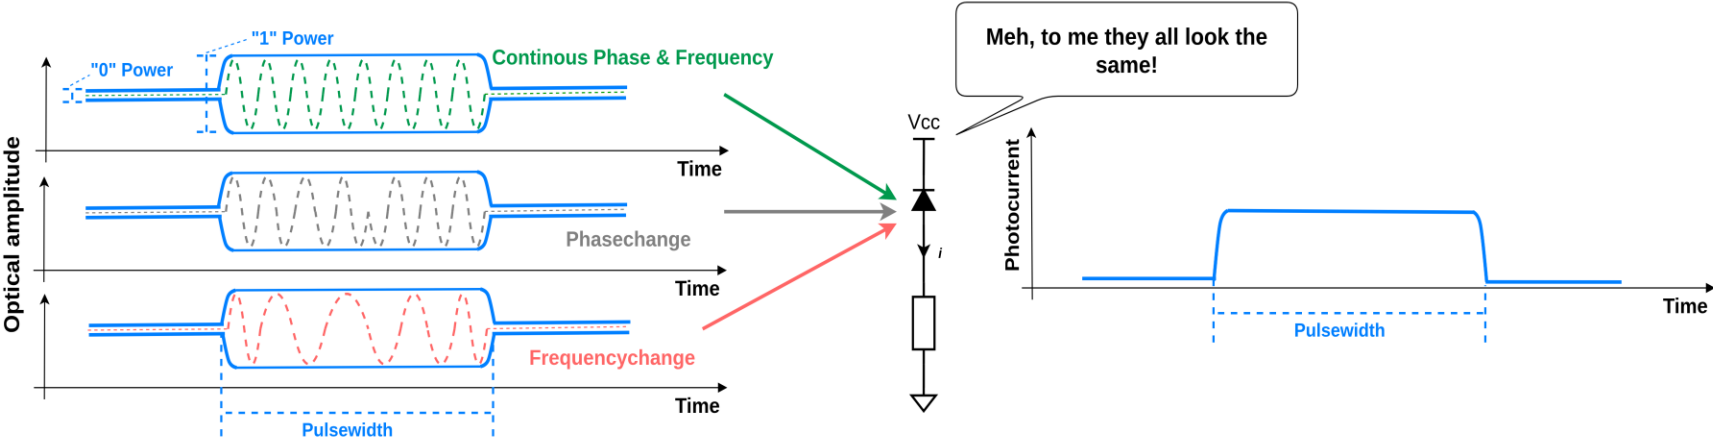 "1" Power
"0" Power
Continous Phase & Frequency
Time
Optical amplitude
Phasechange
Time
Frequencychange
Time
Pulsewidth
Meh, to me they all look the
same!
Vcc
i
Photocurrent
Time
Pulsewidth